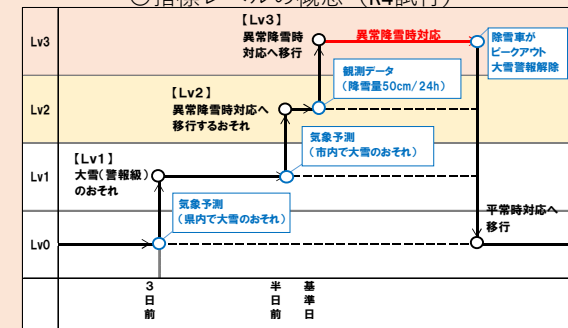 〇指標レベルの概念（R4試行）
【Lv3】
異常降雪時
対応へ移行
異常降雪時対応
除雪車が
ピークアウト
大雪警報解除
Lv3
観測データ
（降雪量50cm/24h）
【Lv2】
異常降雪時対応へ
移行するおそれ
Lv2
気象予測
（市内で大雪のおそれ）
【Lv1】
大雪（警報級）
のおそれ
Lv1
気象予測
（県内で大雪のおそれ）
平常時対応へ
移行
Lv0
3日前
半日前
基準日